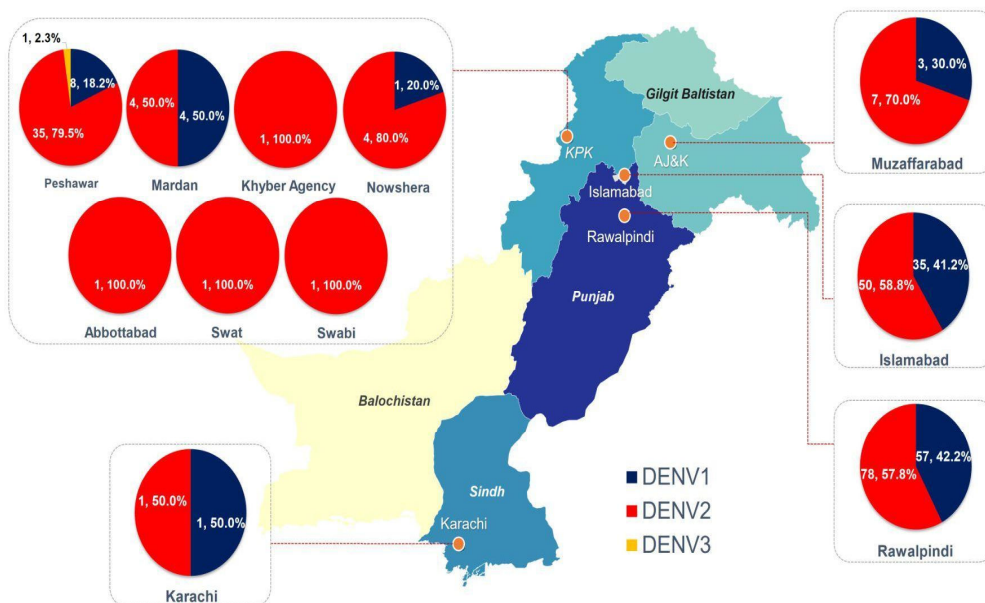 1, 2.3%
8, 18.2%
35, 79.5%
Peshawar
4, 50.0%
4, 50.0%
Mardan
1, 100.0%
Khyber Agency
1, 20.0%
4, 80.0%
Nowshera
1, 100.0%
Abbottabad
1, 100.0%
Swat
1, 100.0%
Swabi
Gilgit Baltistan
KPK
AJ&K
Islamabad
Rawalpindi
Punjab
Balochistan
Sindh
Karachi
3, 30.0%
7, 70.0%
Muzaffarabad
35, 41.2%
50, 58.8%
Islamabad
57, 42.2%
78, 57.8%
Rawalpindi
1, 50.0%
1, 50.0%
Karachi
DENV1
DENV2
DENV3